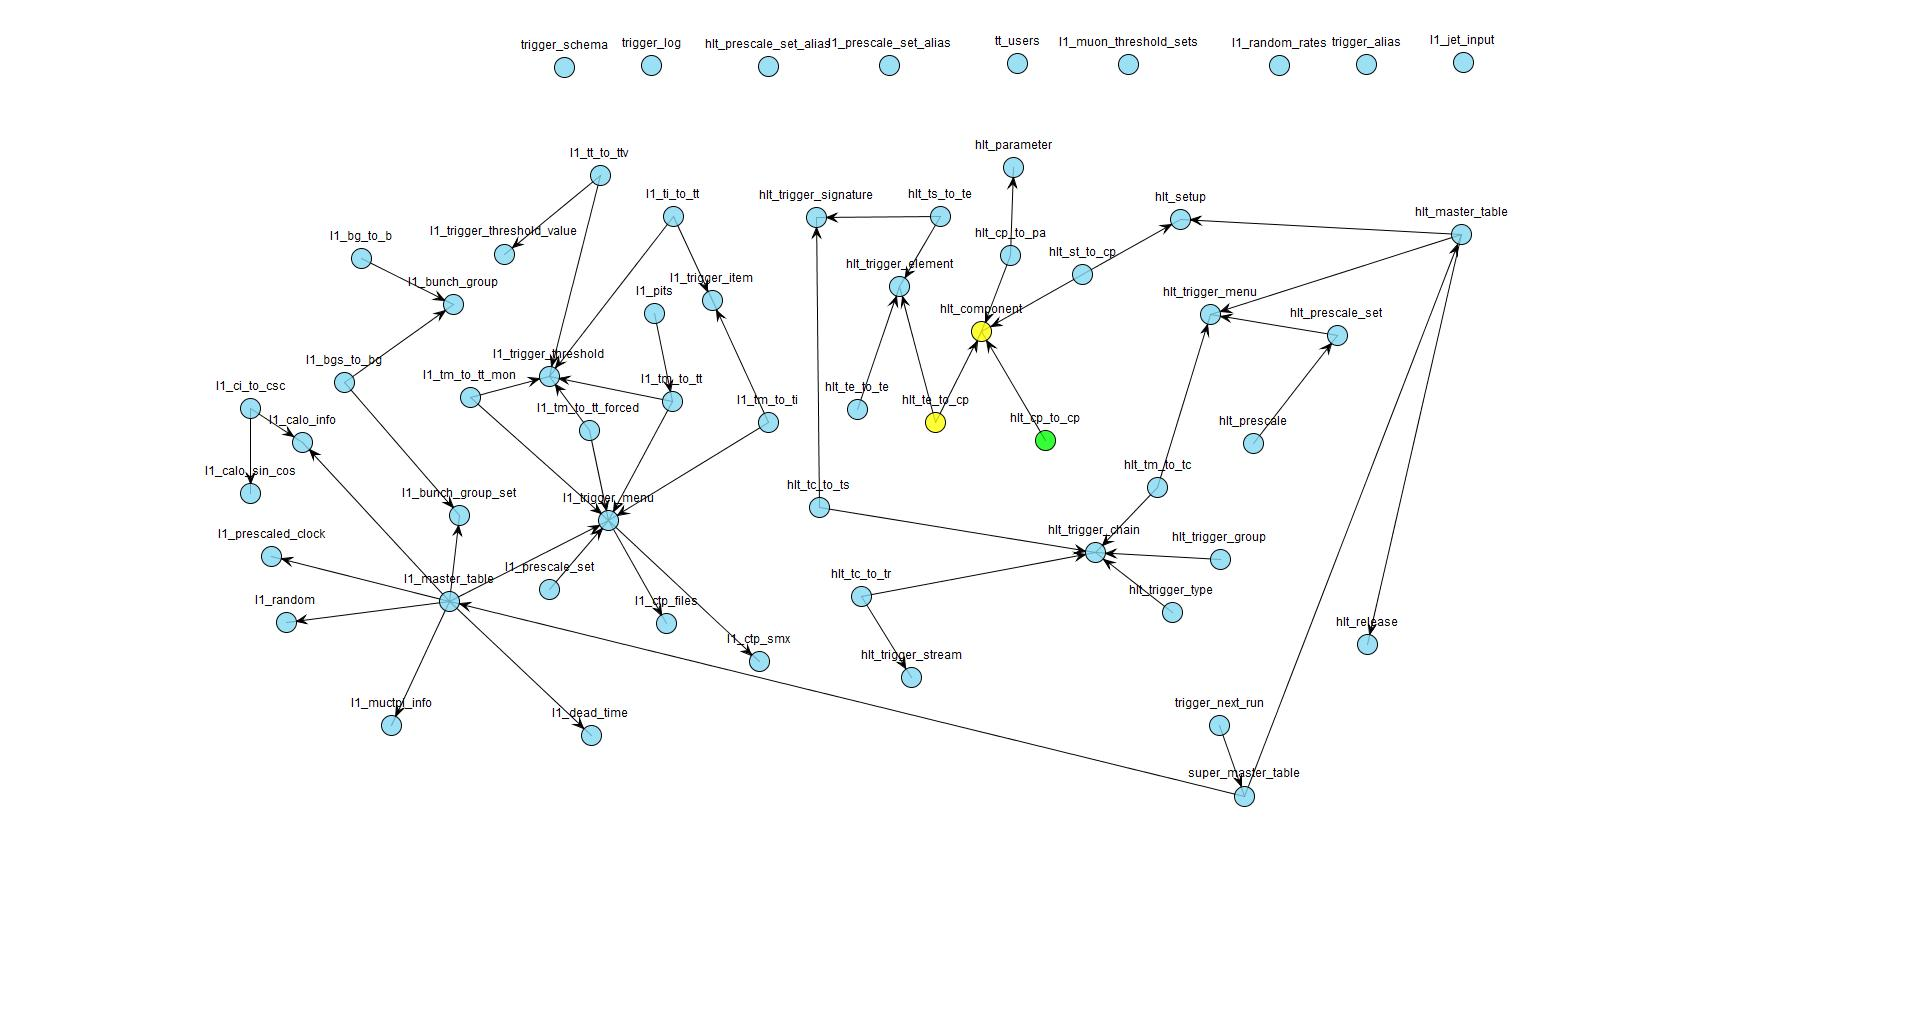 trigger_schema
trigger_log
hlt_prescale_set_alias
l1_prescale_set_alias
tt_users
l1_muon_threshold_sets
l1_random_rates
trigger_alias
l1_jet_input
hlt_parameter
l1_tt_to_ttv
l1_ti_to_tt
hlt_trigger_signature
hlt_ts_to_te
hlt_setup
hlt_master_table
l1_bg_to_b
l1_trigger_threshold_value
hlt_cp_to_pa
hlt_st_to_cp
hlt_trigger_element
l1_bunch_group
l1_trigger_item
l1_pits
hlt_trigger_menu
hlt_component
hlt_prescale_set
l1_bgs_to_bg
l1_trigger_threshold
l1_tm_to_tt_mon
l1_tm_to_tt
l1_ci_to_csc
hlt_te_to_te
l1_tm_to_ti
hlt_te_to_cp
l1_tm_to_tt_forced
hlt_cp_to_cp
l1_calo_info
hlt_prescale
l1_calo_sin_cos
hlt_tm_to_tc
hlt_tc_to_ts
l1_bunch_group_set
l1_trigger_menu
l1_prescaled_clock
hlt_trigger_chain
hlt_trigger_group
l1_prescale_set
l1_master_table
hlt_tc_to_tr
hlt_trigger_type
l1_random
l1_ctp_files
hlt_release
l1_ctp_smx
hlt_trigger_stream
l1_muctpi_info
trigger_next_run
l1_dead_time
super_master_table